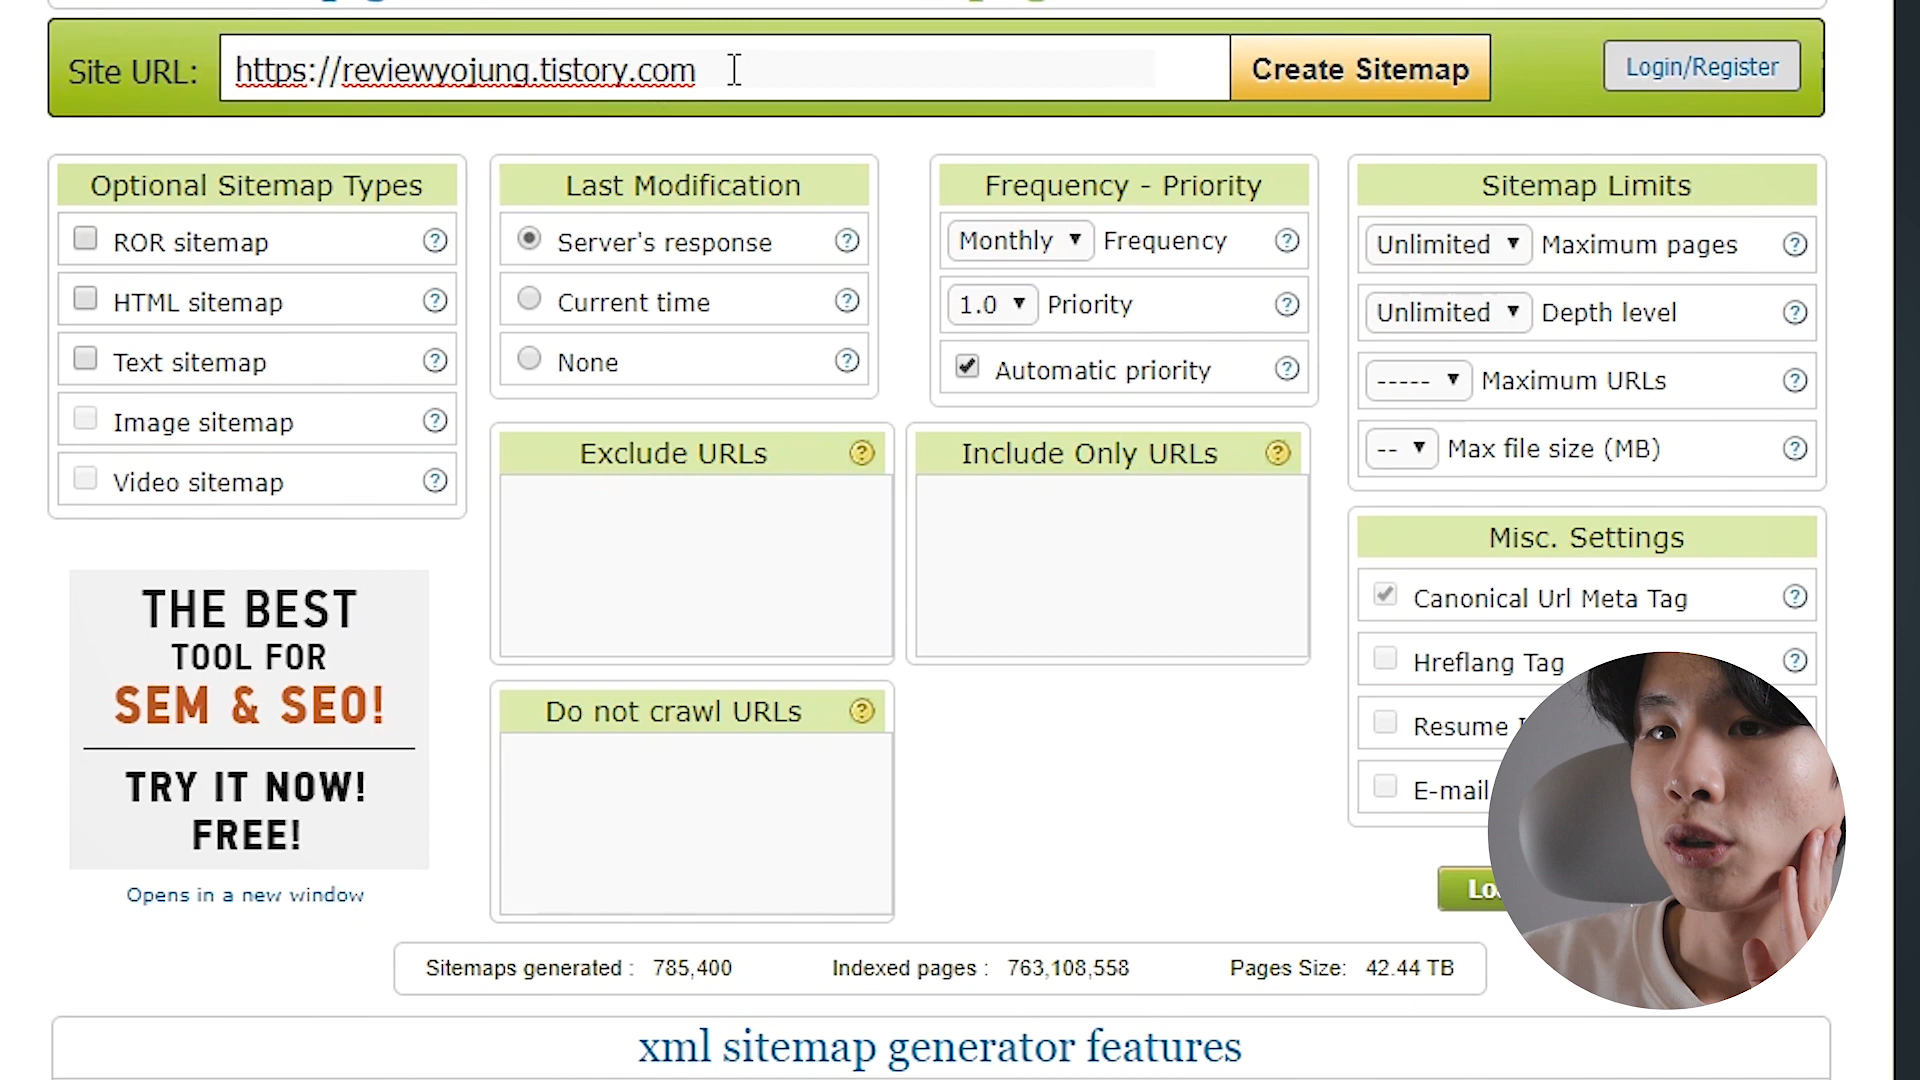 Site URL:
https://reviewyojung.tistory.com
Create Sitemap
Login/Register
Optional Sitemap Types
ROR sitemap
HTML sitemap
Text sitemap
Image sitemap
Video sitemap
Last Modification
Server's response
Current time
None
Frequency - Priority
Monthly Frequency
1.0 Priority
Automatic priority
Sitemap Limits
Unlimited Maximum pages
Unlimited Depth level
----- Maximum URLs
-- Max file size (MB)
Exclude URLs
Include Only URLs
Do not crawl URLs
Misc. Settings
Canonical Url Meta Tag
Hreflang Tag
Resume
E-mail
THE BEST
TOOL FOR
SEM & SEO!
TRY IT NOW!
FREE!
Opens in a new window
Sitemaps generated : 785,400 Indexed pages : 763,108,558 Pages Size: 42.44 TB
xml sitemap generator features